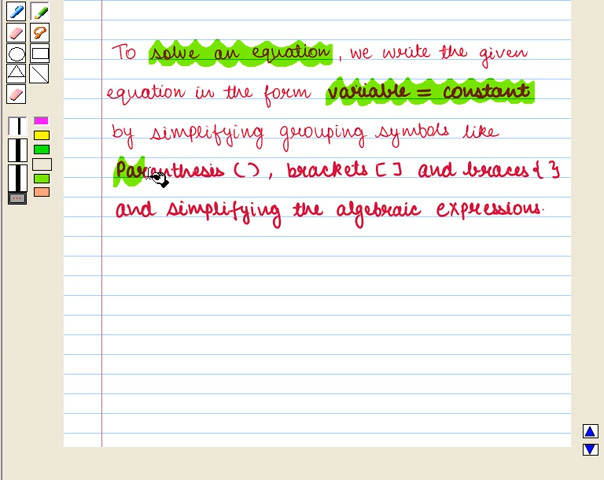 To solve an equation, we write the given
equation in the form variable = constant
by simplifying grouping symbols like
Parenthesis ( ), brackets [ ] and braces { }
and simplifying the algebraic expressions.